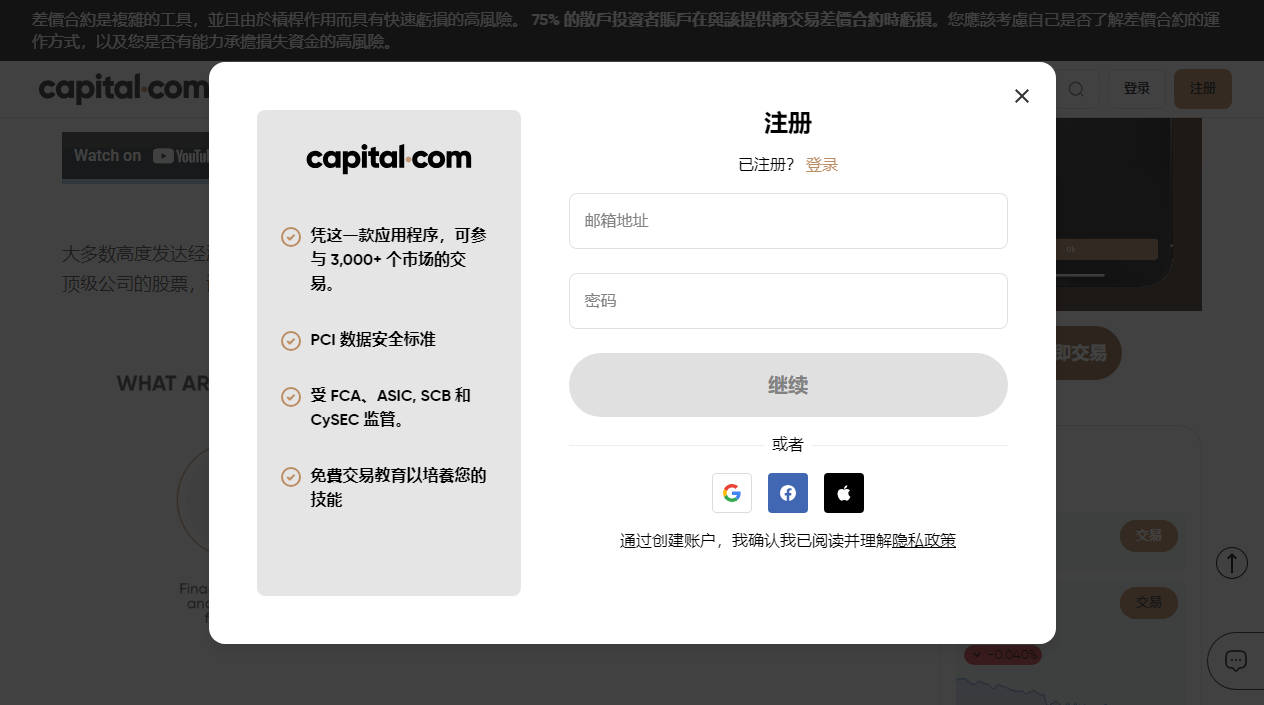 差價合約是複雜的工具，並且由於槓桿作用而具有快速虧損的高風險。 75% 的散戶投資者賬戶在與該提供商交易差價合約時虧損。您應該考慮自己是否了解差價合約的運
作方式，以及您是否有能力承擔損失資金的高風險。
capital.com
登录
注册
Watch on YouTu
大多数高度发达经
顶级公司的股票，
WHAT AR
Ok
即交易
交易
交易
-0.040%
capital.com
凭这一款应用程序，可参
与 3,000+ 个市场的交
易。
PCI 数据安全标准
受 FCA、ASIC, SCB 和
CySEC 监管。
免費交易教育以培養您的
技能
注册
已注册？ 登录
邮箱地址
密码
继续
或者
通过创建账户，我确认我已阅读并理解隐私政策